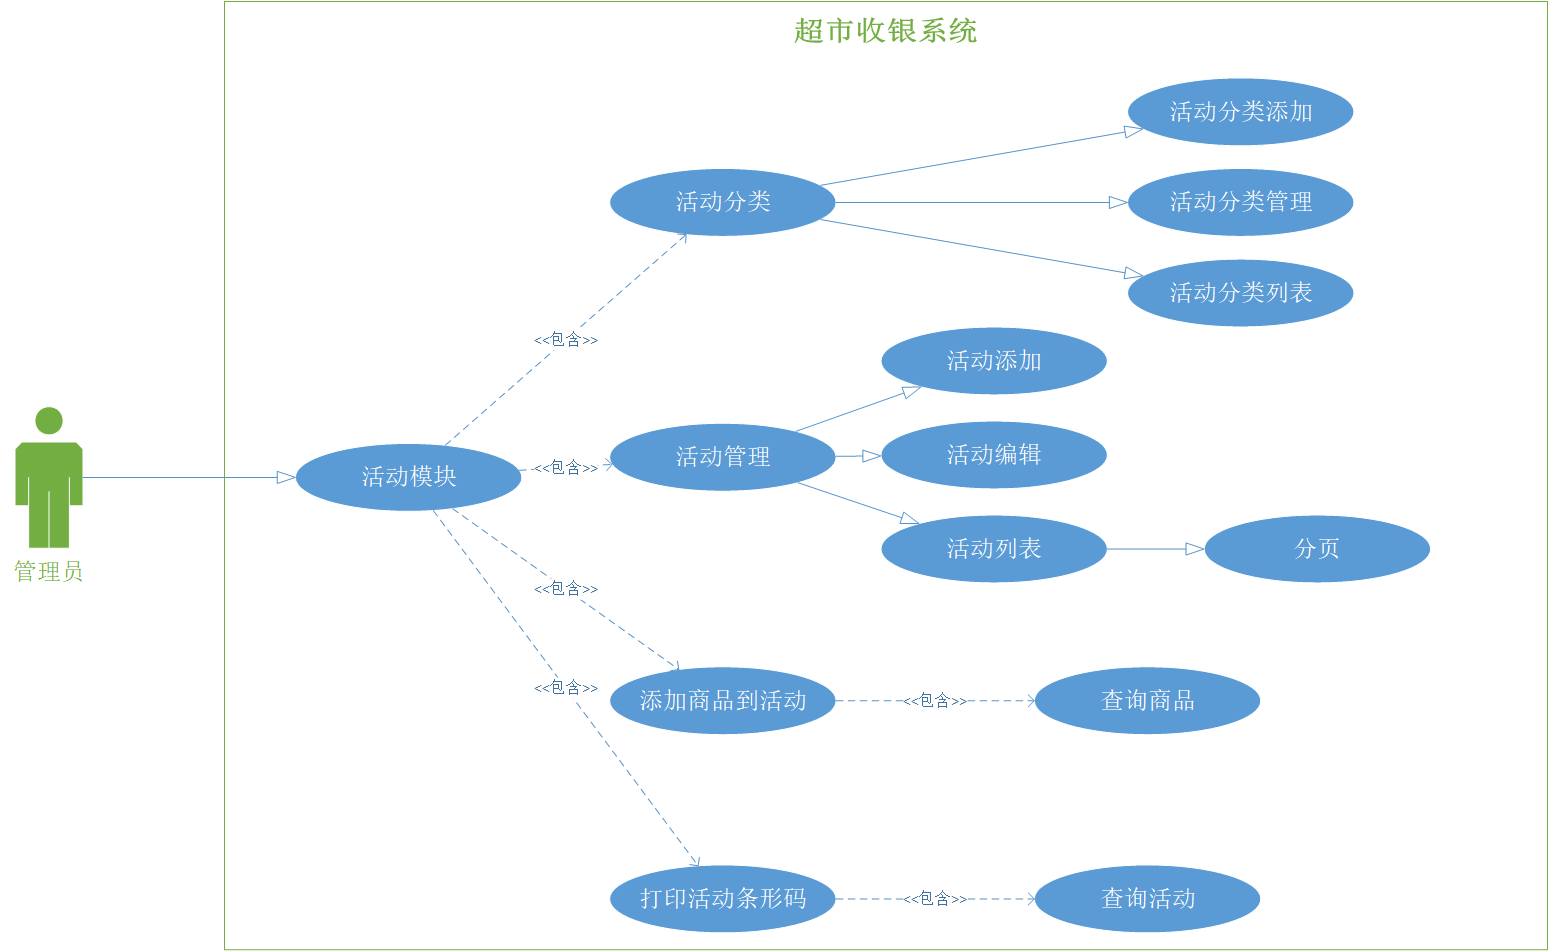 超市收银系统
活动分类添加
活动分类
活动分类管理
活动分类列表
<<包含>>
活动添加
活动管理
活动编辑
<<包含>>
活动模块
活动列表
分页
管理员
<<包含>>
<<包含>>
添加商品到活动
<<包含>>
查询商品
打印活动条形码
<<包含>>
查询活动